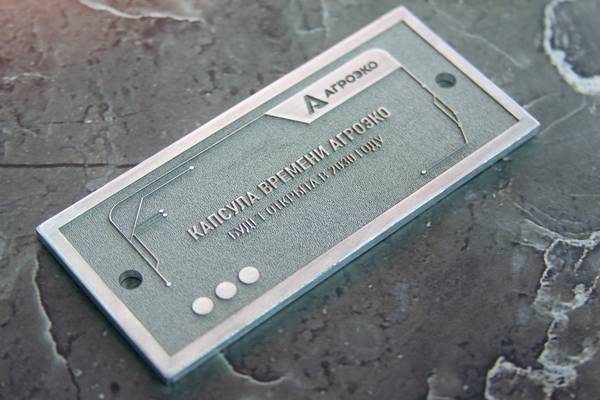 АГРОЭКО
КАПСУЛА ВРЕМЕНИ АГРОЭКО
БУДЕТ ОТКРЫТА В 2030 ГОДУ